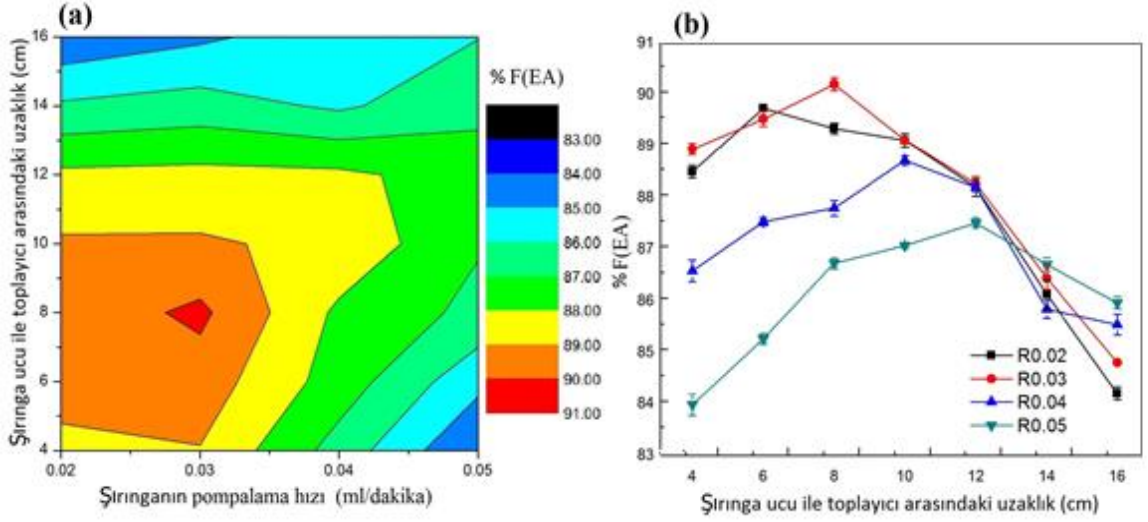 (a)
Şırınga ucu ile toplayıcı arasındaki uzaklık (cm)
16
14
12
10
8
6
4
0.02 0.03 0.04 0.05
Şırınganın pompalama hızı (ml/dakika)
% F(EA)
83.00
84.00
85.00
86.00
87.00
88.00
89.00
90.00
91.00
(b)
% F(EA)
91
90
89
88
87
86
85
84
83
R0.02
R0.03
R0.04
R0.05
4 6 8 10 12 14 16
Şırınga ucu ile toplayıcı arasındaki uzaklık (cm)